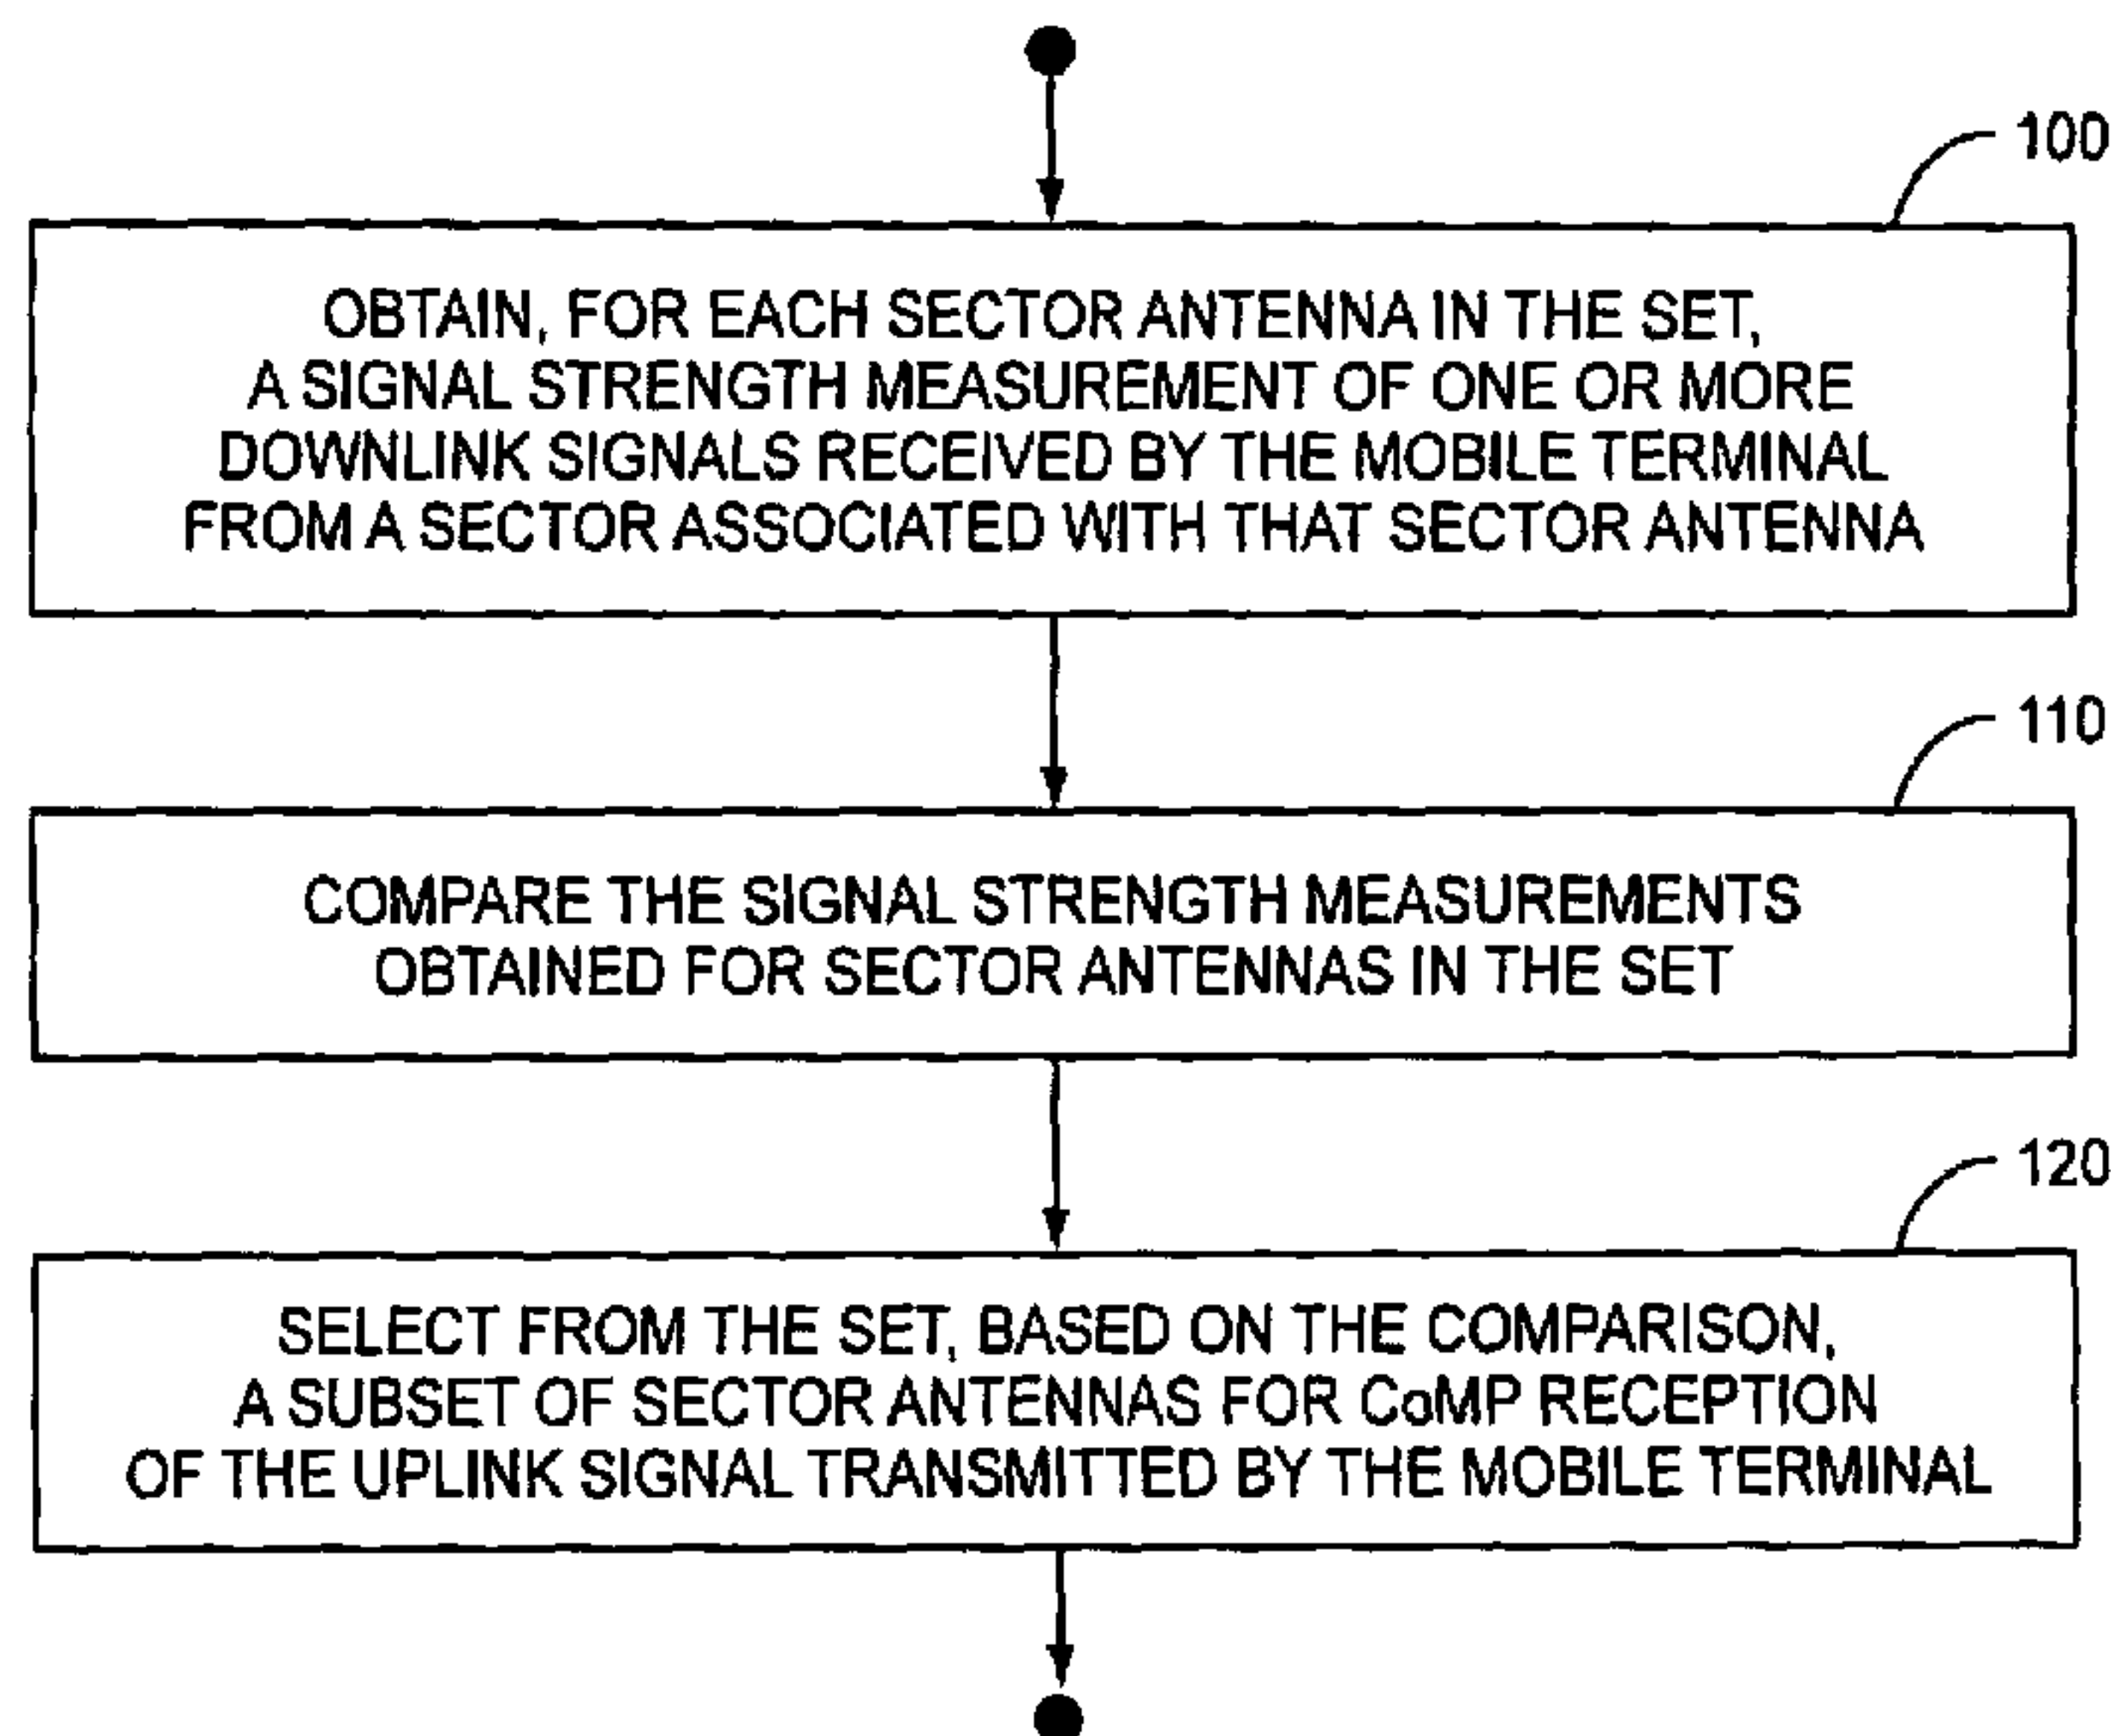 100
OBTAIN, FOR EACH SECTOR ANTENNA IN THE SET,
A SIGNAL STRENGTH MEASUREMENT OF ONE OR MORE
DOWNLINK SIGNALS RECEIVED BY THE MOBILE TERMINAL
FROM A SECTOR ASSOCIATED WITH THAT SECTOR ANTENNA
110
COMPARE THE SIGNAL STRENGTH MEASUREMENTS
OBTAINED FOR SECTOR ANTENNAS IN THE SET
120
SELECT FROM THE SET, BASED ON THE COMPARISON,
A SUBSET OF SECTOR ANTENNAS FOR CoMP RECEPTION
OF THE UPLINK SIGNAL TRANSMITTED BY THE MOBILE TERMINAL